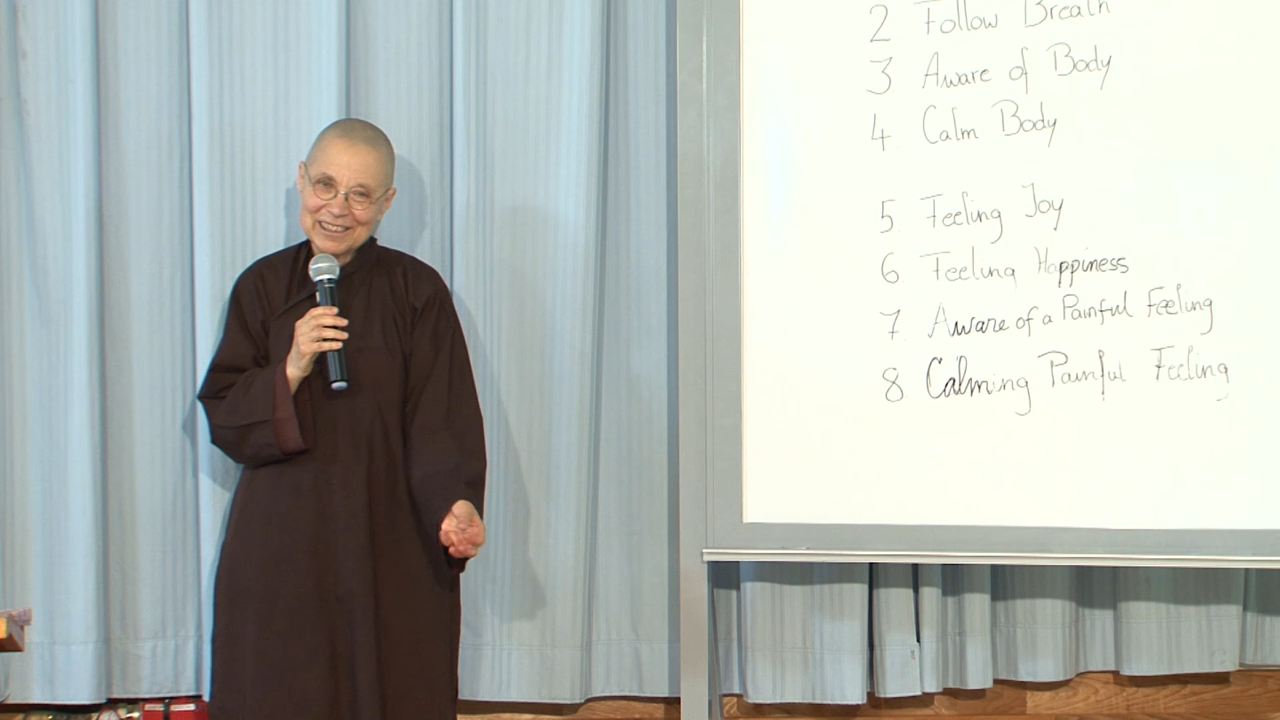 2 Follow Breath
3 Aware of Body
4 Calm Body
5. Feeling Joy
6 Feeling Happiness
7. Aware of a Painful Feeling
8. Calming Painful Feeling